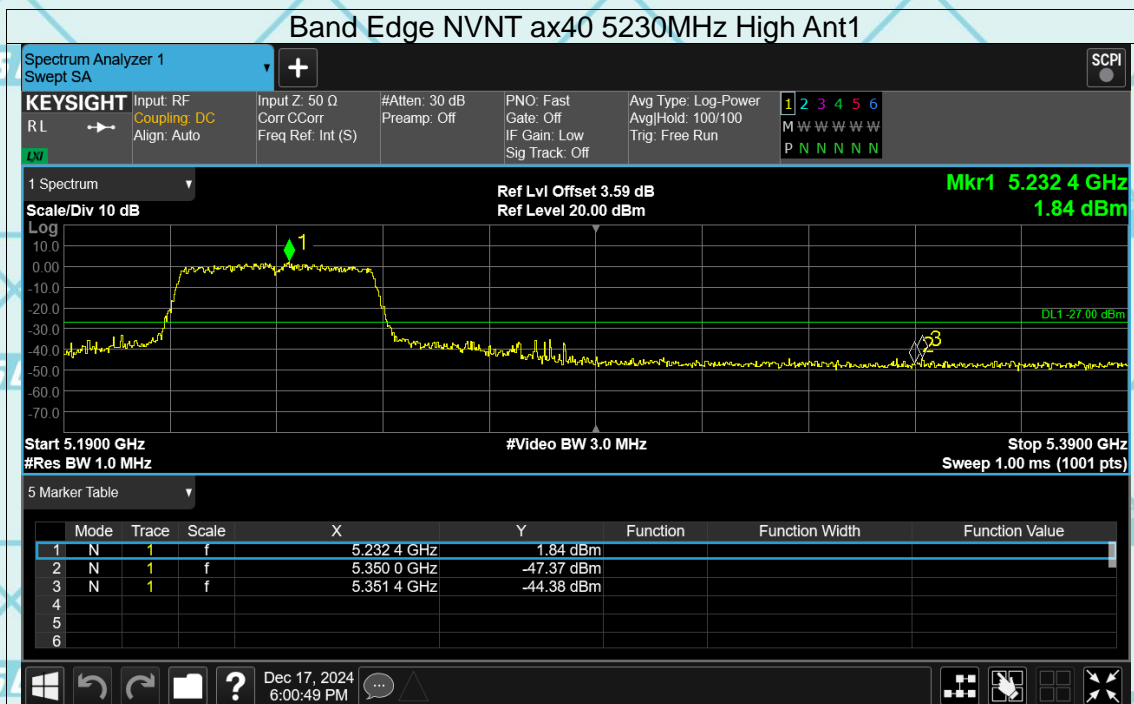 Band Edge NVNT ax40 5230MHz High Ant1
Spectrum Analyzer 1
Swept SA
+
SCPI
KEYSIGHT
RL
LXI
Input: RF
Coupling: DC
Align: Auto
Input Z: 50 Ω
Corr CCorr
Freq Ref: Int (S)
#Atten: 30 dB
Preamp: Off
PNO: Fast
Gate: Off
IF Gain: Low
Sig Track: Off
Avg Type: Log-Power
Avg|Hold: 100/100
Trig: Free Run
1 2 3 4 5 6
M W W W W W
P N N N N N
1 Spectrum
Scale/Div 10 dB
Ref Lvl Offset 3.59 dB
Ref Level 20.00 dBm
Mkr1 5.232 4 GHz
1.84 dBm
Log
10.0
0.00
-10.0
-20.0
-30.0
-40.0
-50.0
-60.0
-70.0
1
2
3
DL1 -27.00 dBm
Start 5.1900 GHz
#Res BW 1.0 MHz
#Video BW 3.0 MHz
Stop 5.3900 GHz
Sweep 1.00 ms (1001 pts)
5 Marker Table
Mode Trace Scale X Y Function Function Width Function Value
1 N 1 f 5.232 4 GHz 1.84 dBm
2 N 1 f 5.350 0 GHz -47.37 dBm
3 N 1 f 5.351 4 GHz -44.38 dBm
4
5
6
?
Dec 17, 2024
6:00:49 PM